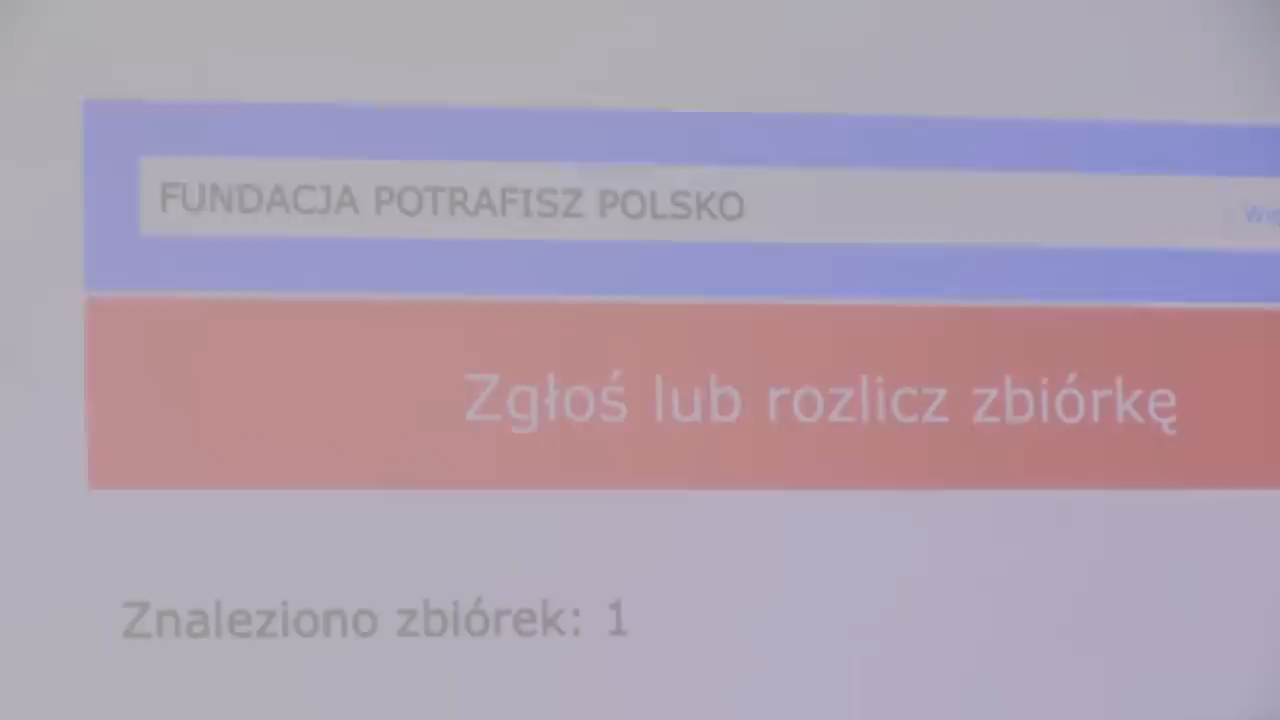 FUNDACJA POTRAFISZ POLSKO
Zgłoś lub rozlicz zbiórkę
Znaleziono zbiórek: 1